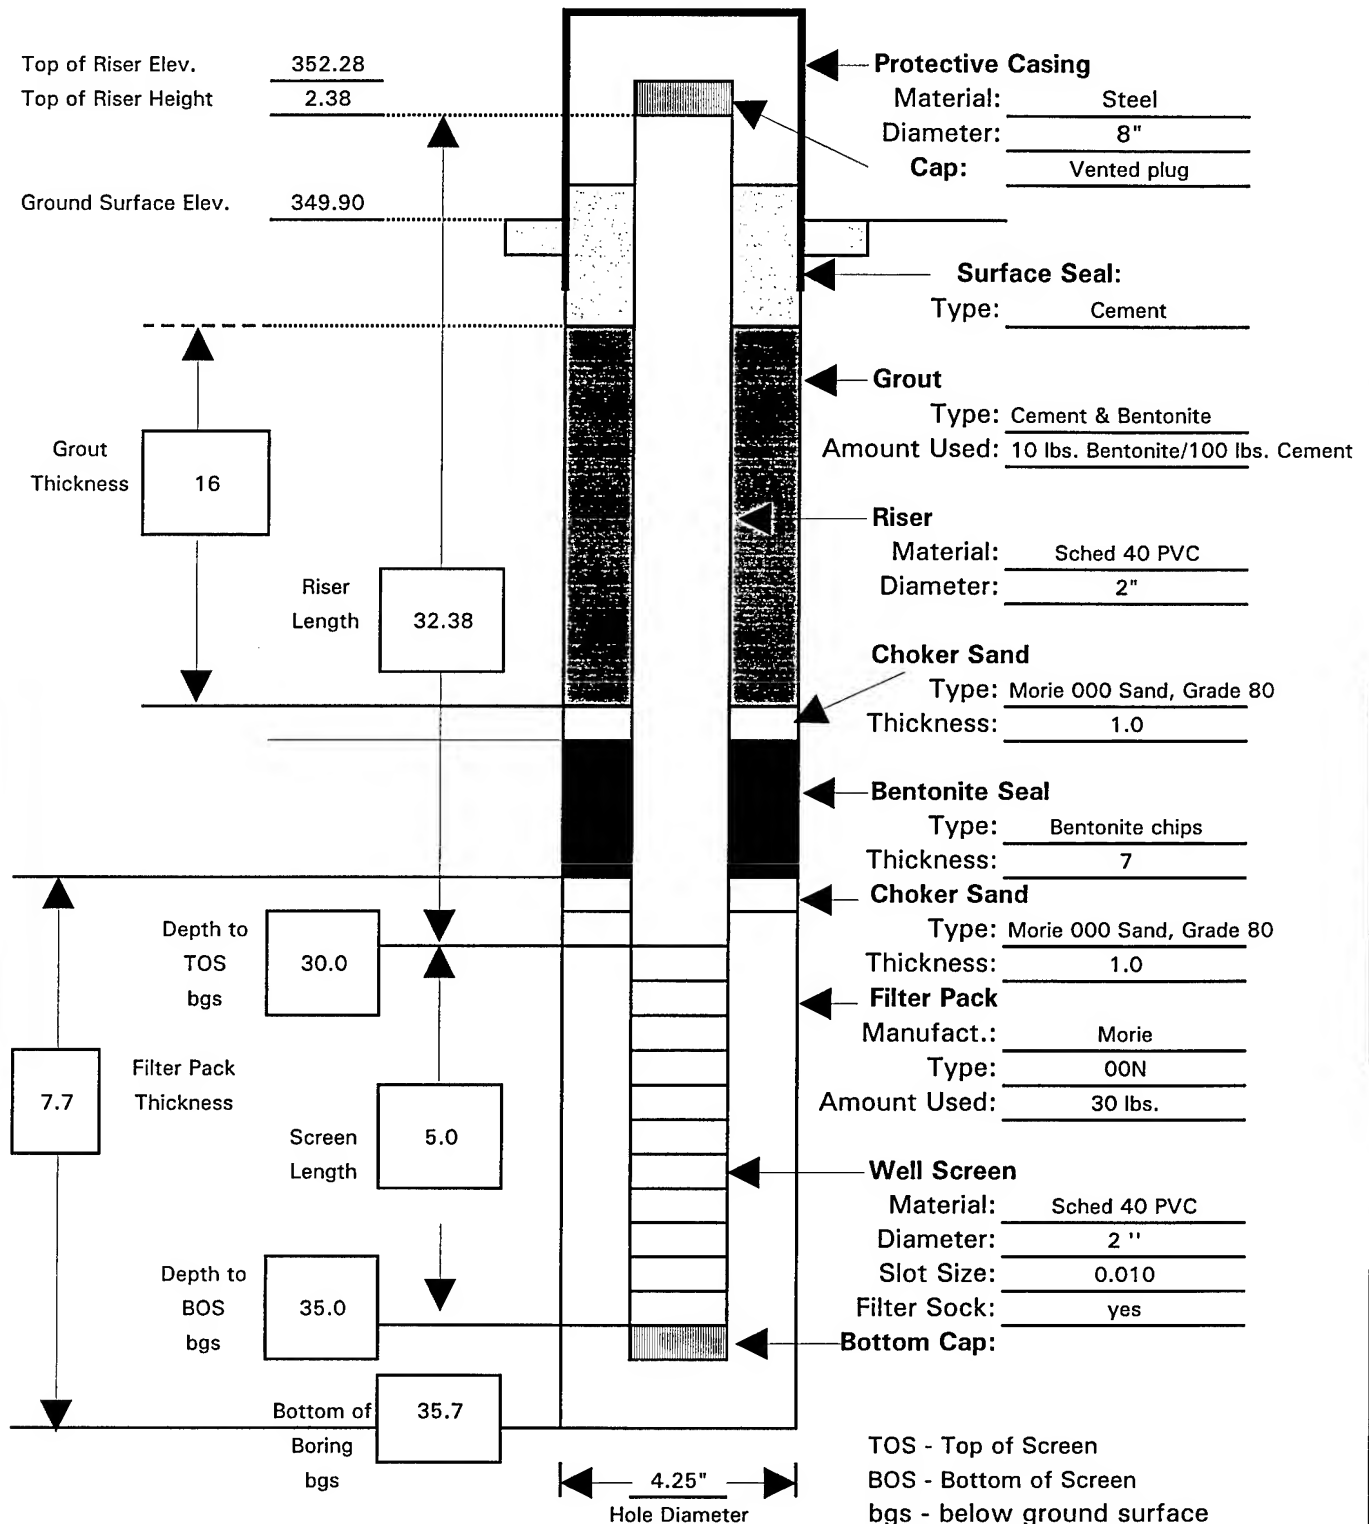 Top of Riser Elev. 352.28
Top of Riser Height 2.38
Ground Surface Elev. 349.90
Protective Casing
Material: Steel
Diameter: 8"
Cap: Vented plug
Surface Seal:
Type: Cement
Grout
Type: Cement & Bentonite
Amount Used: 10 lbs. Bentonite/100 lbs. Cement
Grout
Thickness
16
Riser
Material: Sched 40 PVC
Diameter: 2"
Riser
Length
32.38
Choker Sand
Type: Morie 000 Sand, Grade 80
Thickness: 1.0
Bentonite Seal
Type: Bentonite chips
Thickness: 7
Choker Sand
Type: Morie 000 Sand, Grade 80
Thickness: 1.0
Depth to
TOS
bgs
30.0
Filter Pack
Manufact.: Morie
Type: 00N
Amount Used: 30 lbs.
7.7
Filter Pack
Thickness
Screen
Length
5.0
Well Screen
Material: Sched 40 PVC
Diameter: 2 ''
Slot Size: 0.010
Filter Sock: yes
Bottom Cap:
Depth to
BOS
bgs
35.0
Bottom of
Boring
bgs
35.7
4.25"
Hole Diameter
TOS - Top of Screen
BOS - Bottom of Screen
bgs - below ground surface